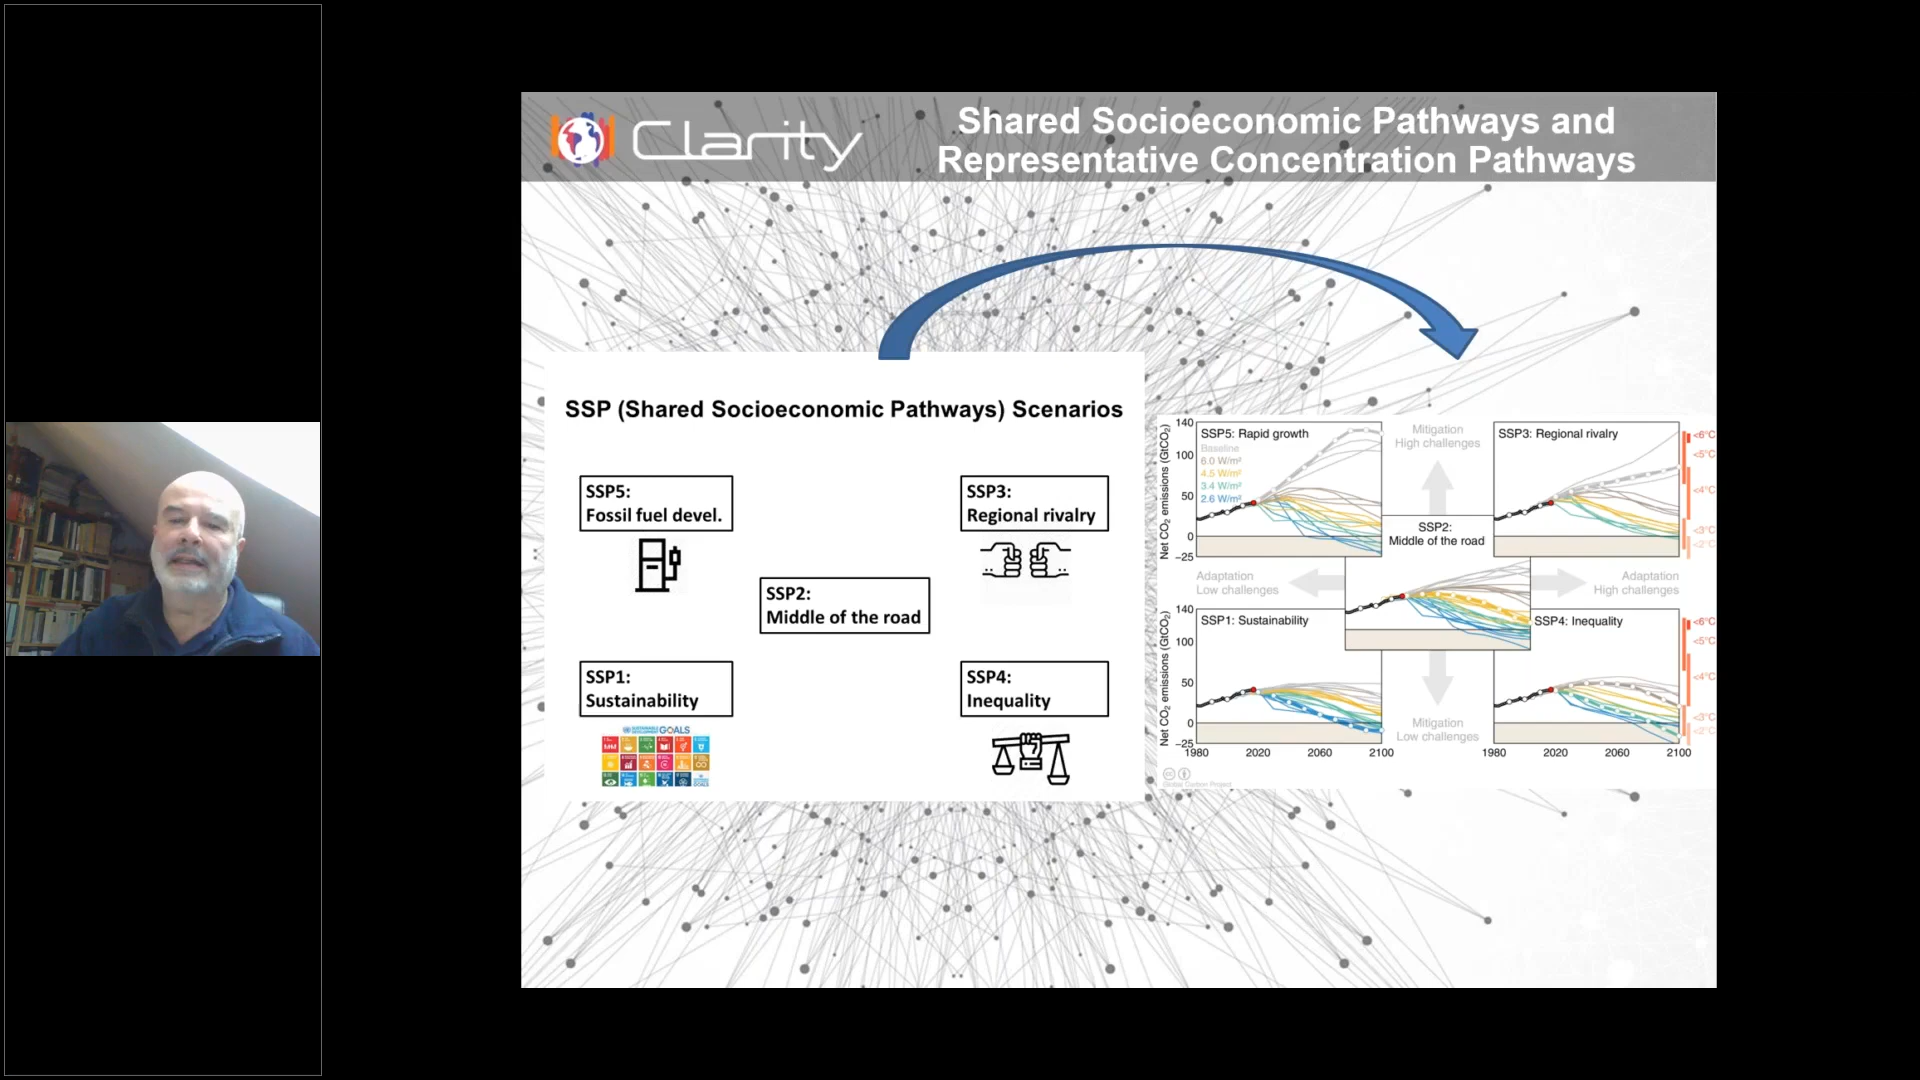 Clarity
Shared Socioeconomic Pathways and
Representative Concentration Pathways
SSP (Shared Socioeconomic Pathways) Scenarios
SSP5:
Fossil fuel devel.
SSP3:
Regional rivalry
SSP2:
Middle of the road
SSP1:
Sustainability
SSP4:
Inequality
GOALS
Net CO₂ emissions (GtCO₂)
140
100
50
0
−25
SSP5: Rapid growth
Baseline
6.0 W/m²
4.5 W/m²
3.4 W/m²
2.6 W/m²
Mitigation
High challenges
SSP3: Regional rivalry
<6°C
<5°C
<4°C
<3°C
<2°C
SSP2:
Middle of the road
Adaptation
Low challenges
Adaptation
High challenges
Net CO₂ emissions (GtCO₂)
140
100
50
0
−25
SSP1: Sustainability
SSP4: Inequality
<6°C
<5°C
<4°C
<3°C
<2°C
Mitigation
Low challenges
1980
2020
2060
2100
1980
2020
2060
2100
Global Carbon Project